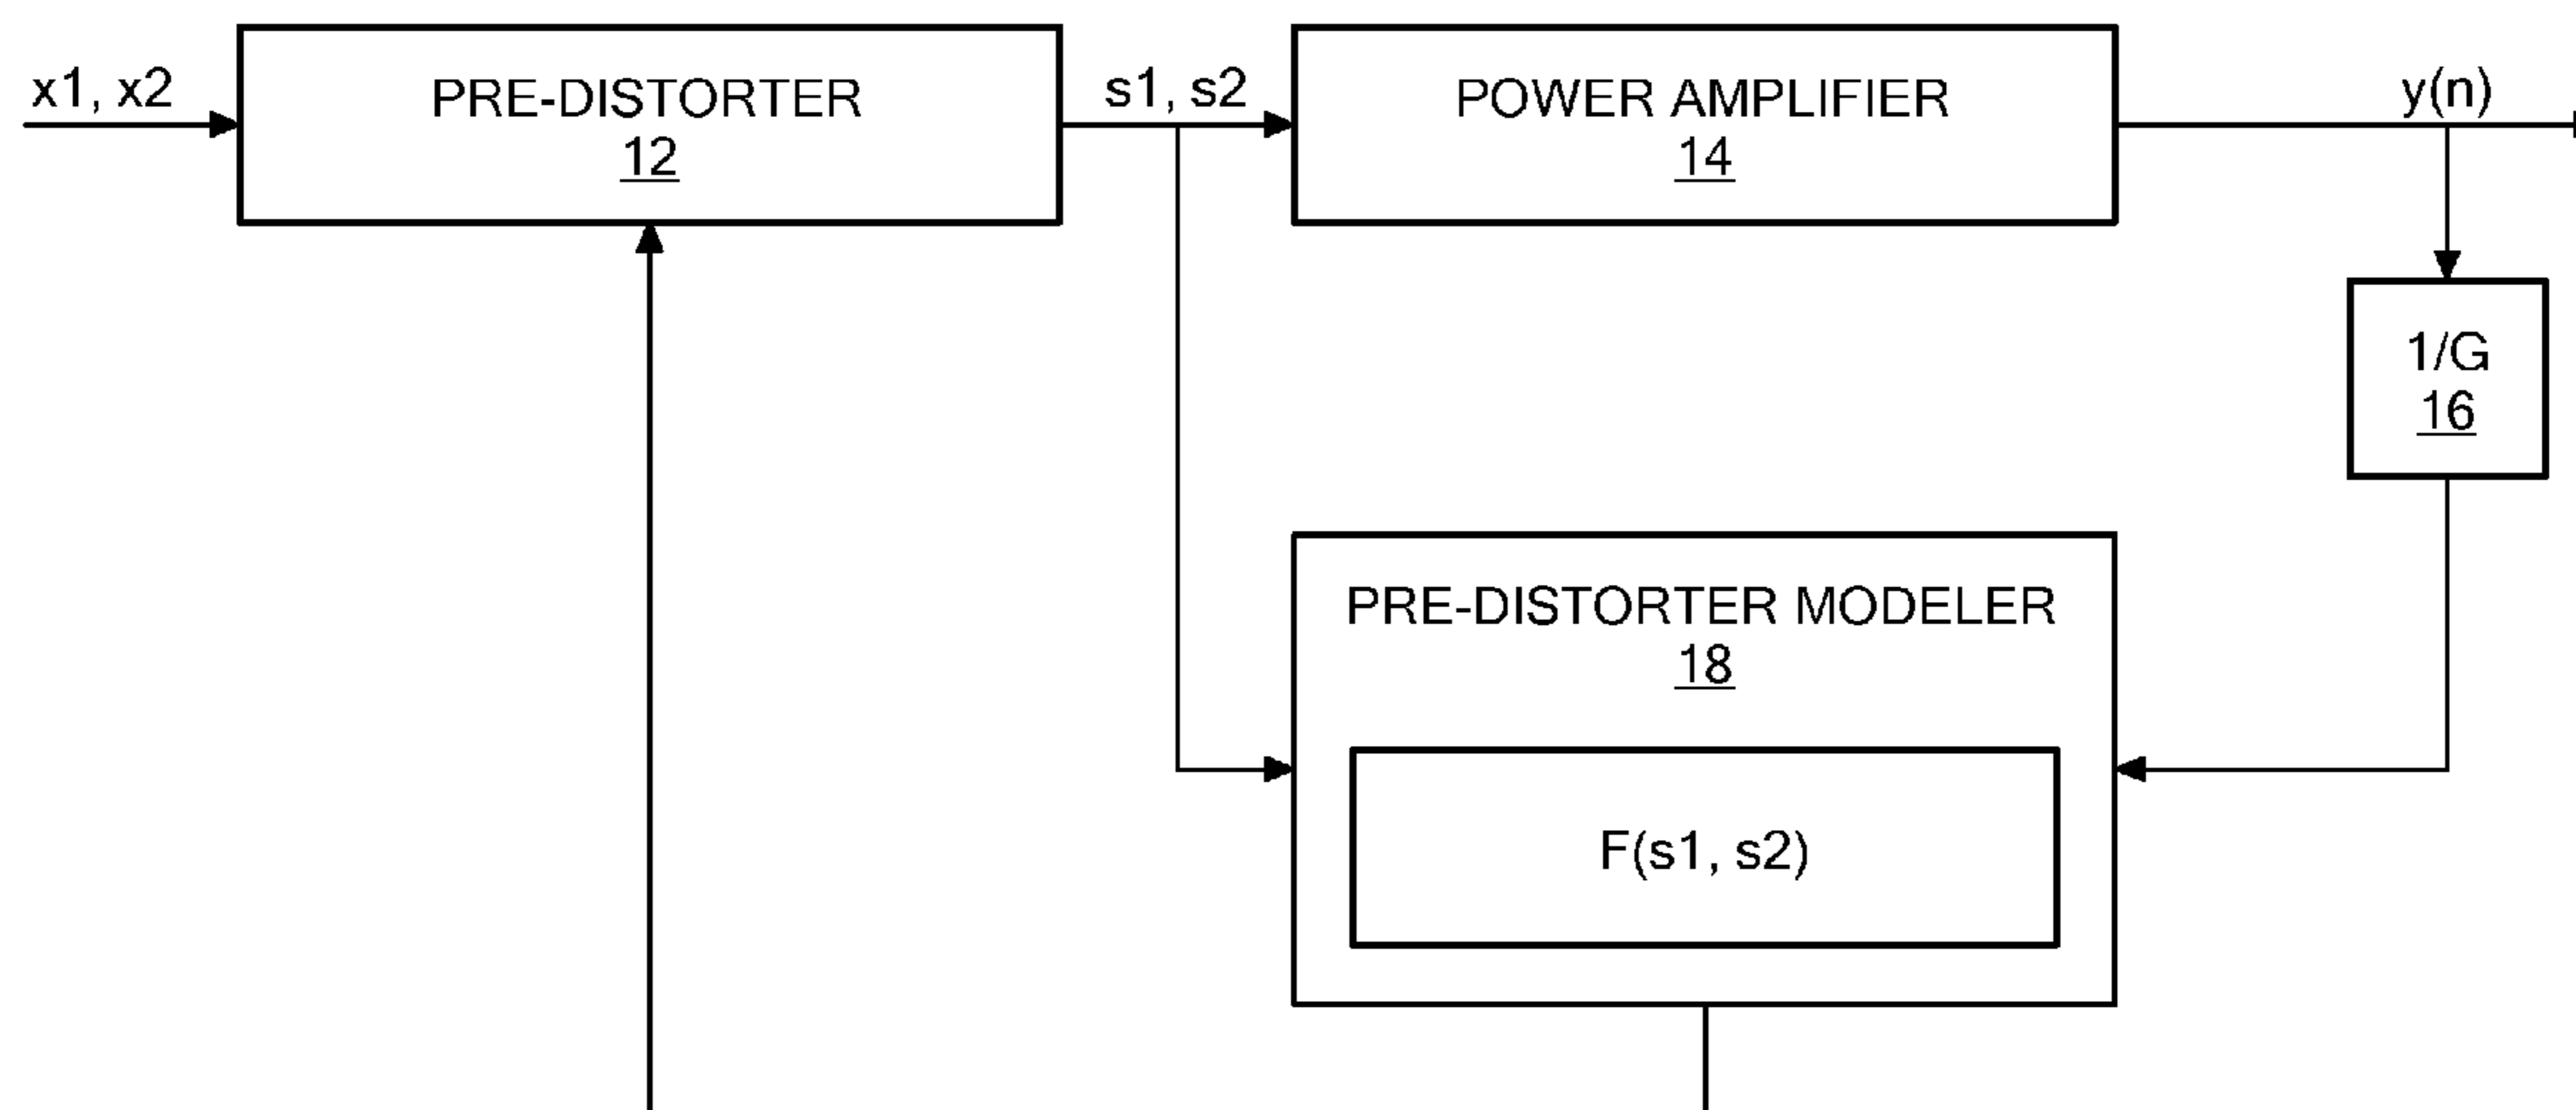 x1, x2
PRE-DISTORTER
12
s1, s2
POWER AMPLIFIER
14
y(n)
1/G
16
PRE-DISTORTER MODELER
18
F(s1, s2)